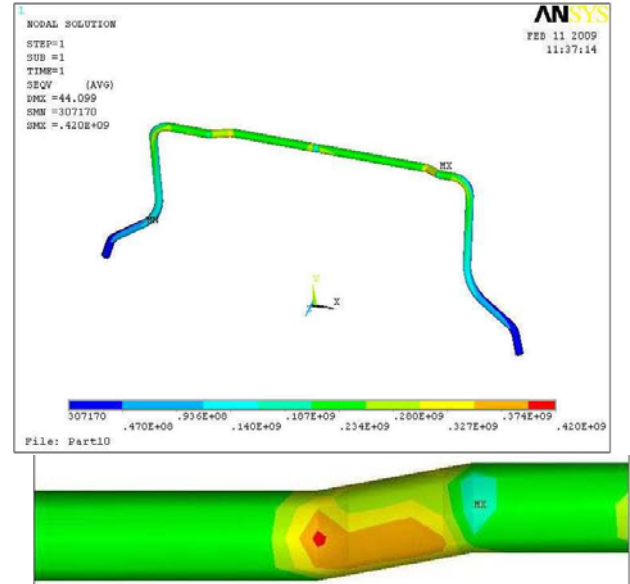 1
ANSYS
NODAL SOLUTION
FEB 11 2009
11:37:14
STEP=1
SUB =1
TIME=1
SEQV (AVG)
DMX =44.099
SMN =307170
SMX =.420E+09
MX
MN
Y
X
307170 .936E+08 .187E+09 .280E+09 .374E+09
.470E+08 .140E+09 .234E+09 .327E+09 .420E+09
File: Part10
MX